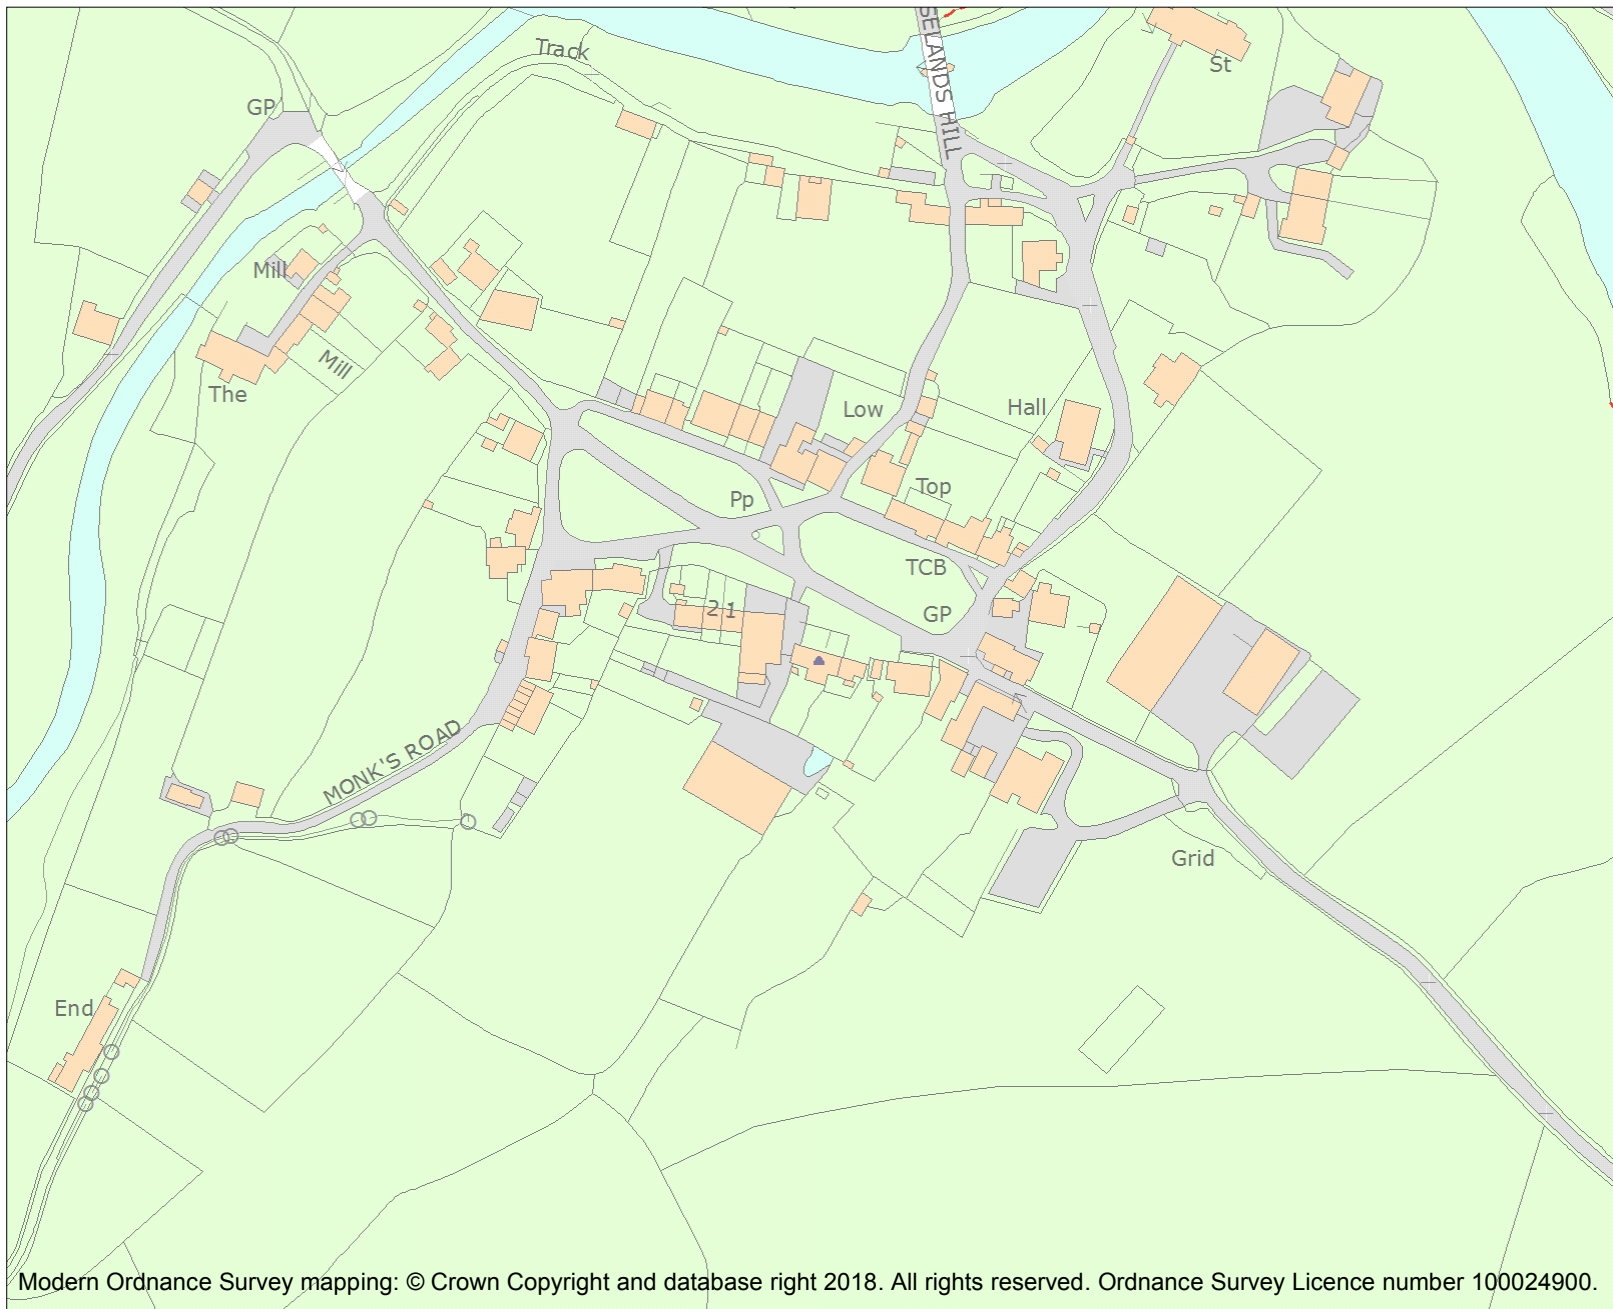 SELANDS HILL
Track
St
GP
Mill
Mill
The
Low
Hall
Pp
Top
TCB
2 1
GP
MONK'S ROAD
Grid
End
Modern Ordnance Survey mapping: © Crown Copyright and database right 2018. All rights reserved. Ordnance Survey Licence number 100024900.